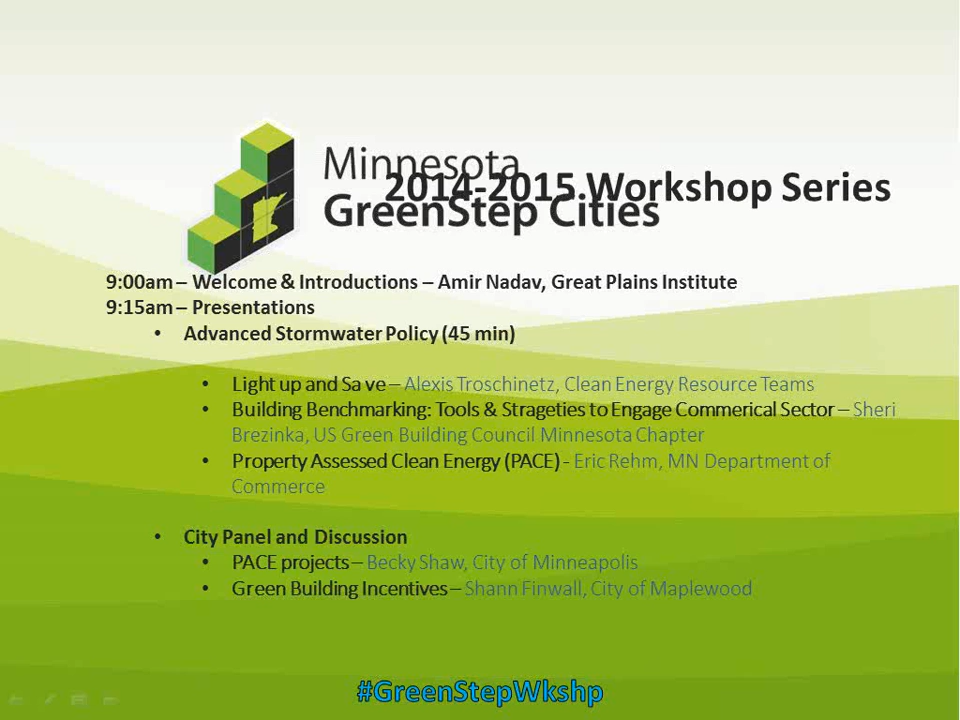 Minnesota
2014-2015 Workshop Series
GreenStep Cities
9:00am – Welcome & Introductions – Amir Nadav, Great Plains Institute
9:15am – Presentations
• Advanced Stormwater Policy (45 min)
• Light up and Sa ve – Alexis Troschinetz, Clean Energy Resource Teams
• Building Benchmarking: Tools & Strageties to Engage Commerical Sector – Sheri
Brezinka, US Green Building Council Minnesota Chapter
• Property Assessed Clean Energy (PACE) - Eric Rehm, MN Department of
Commerce
• City Panel and Discussion
• PACE projects – Becky Shaw, City of Minneapolis
• Green Building Incentives – Shann Finwall, City of Maplewood
#GreenStepWkshp